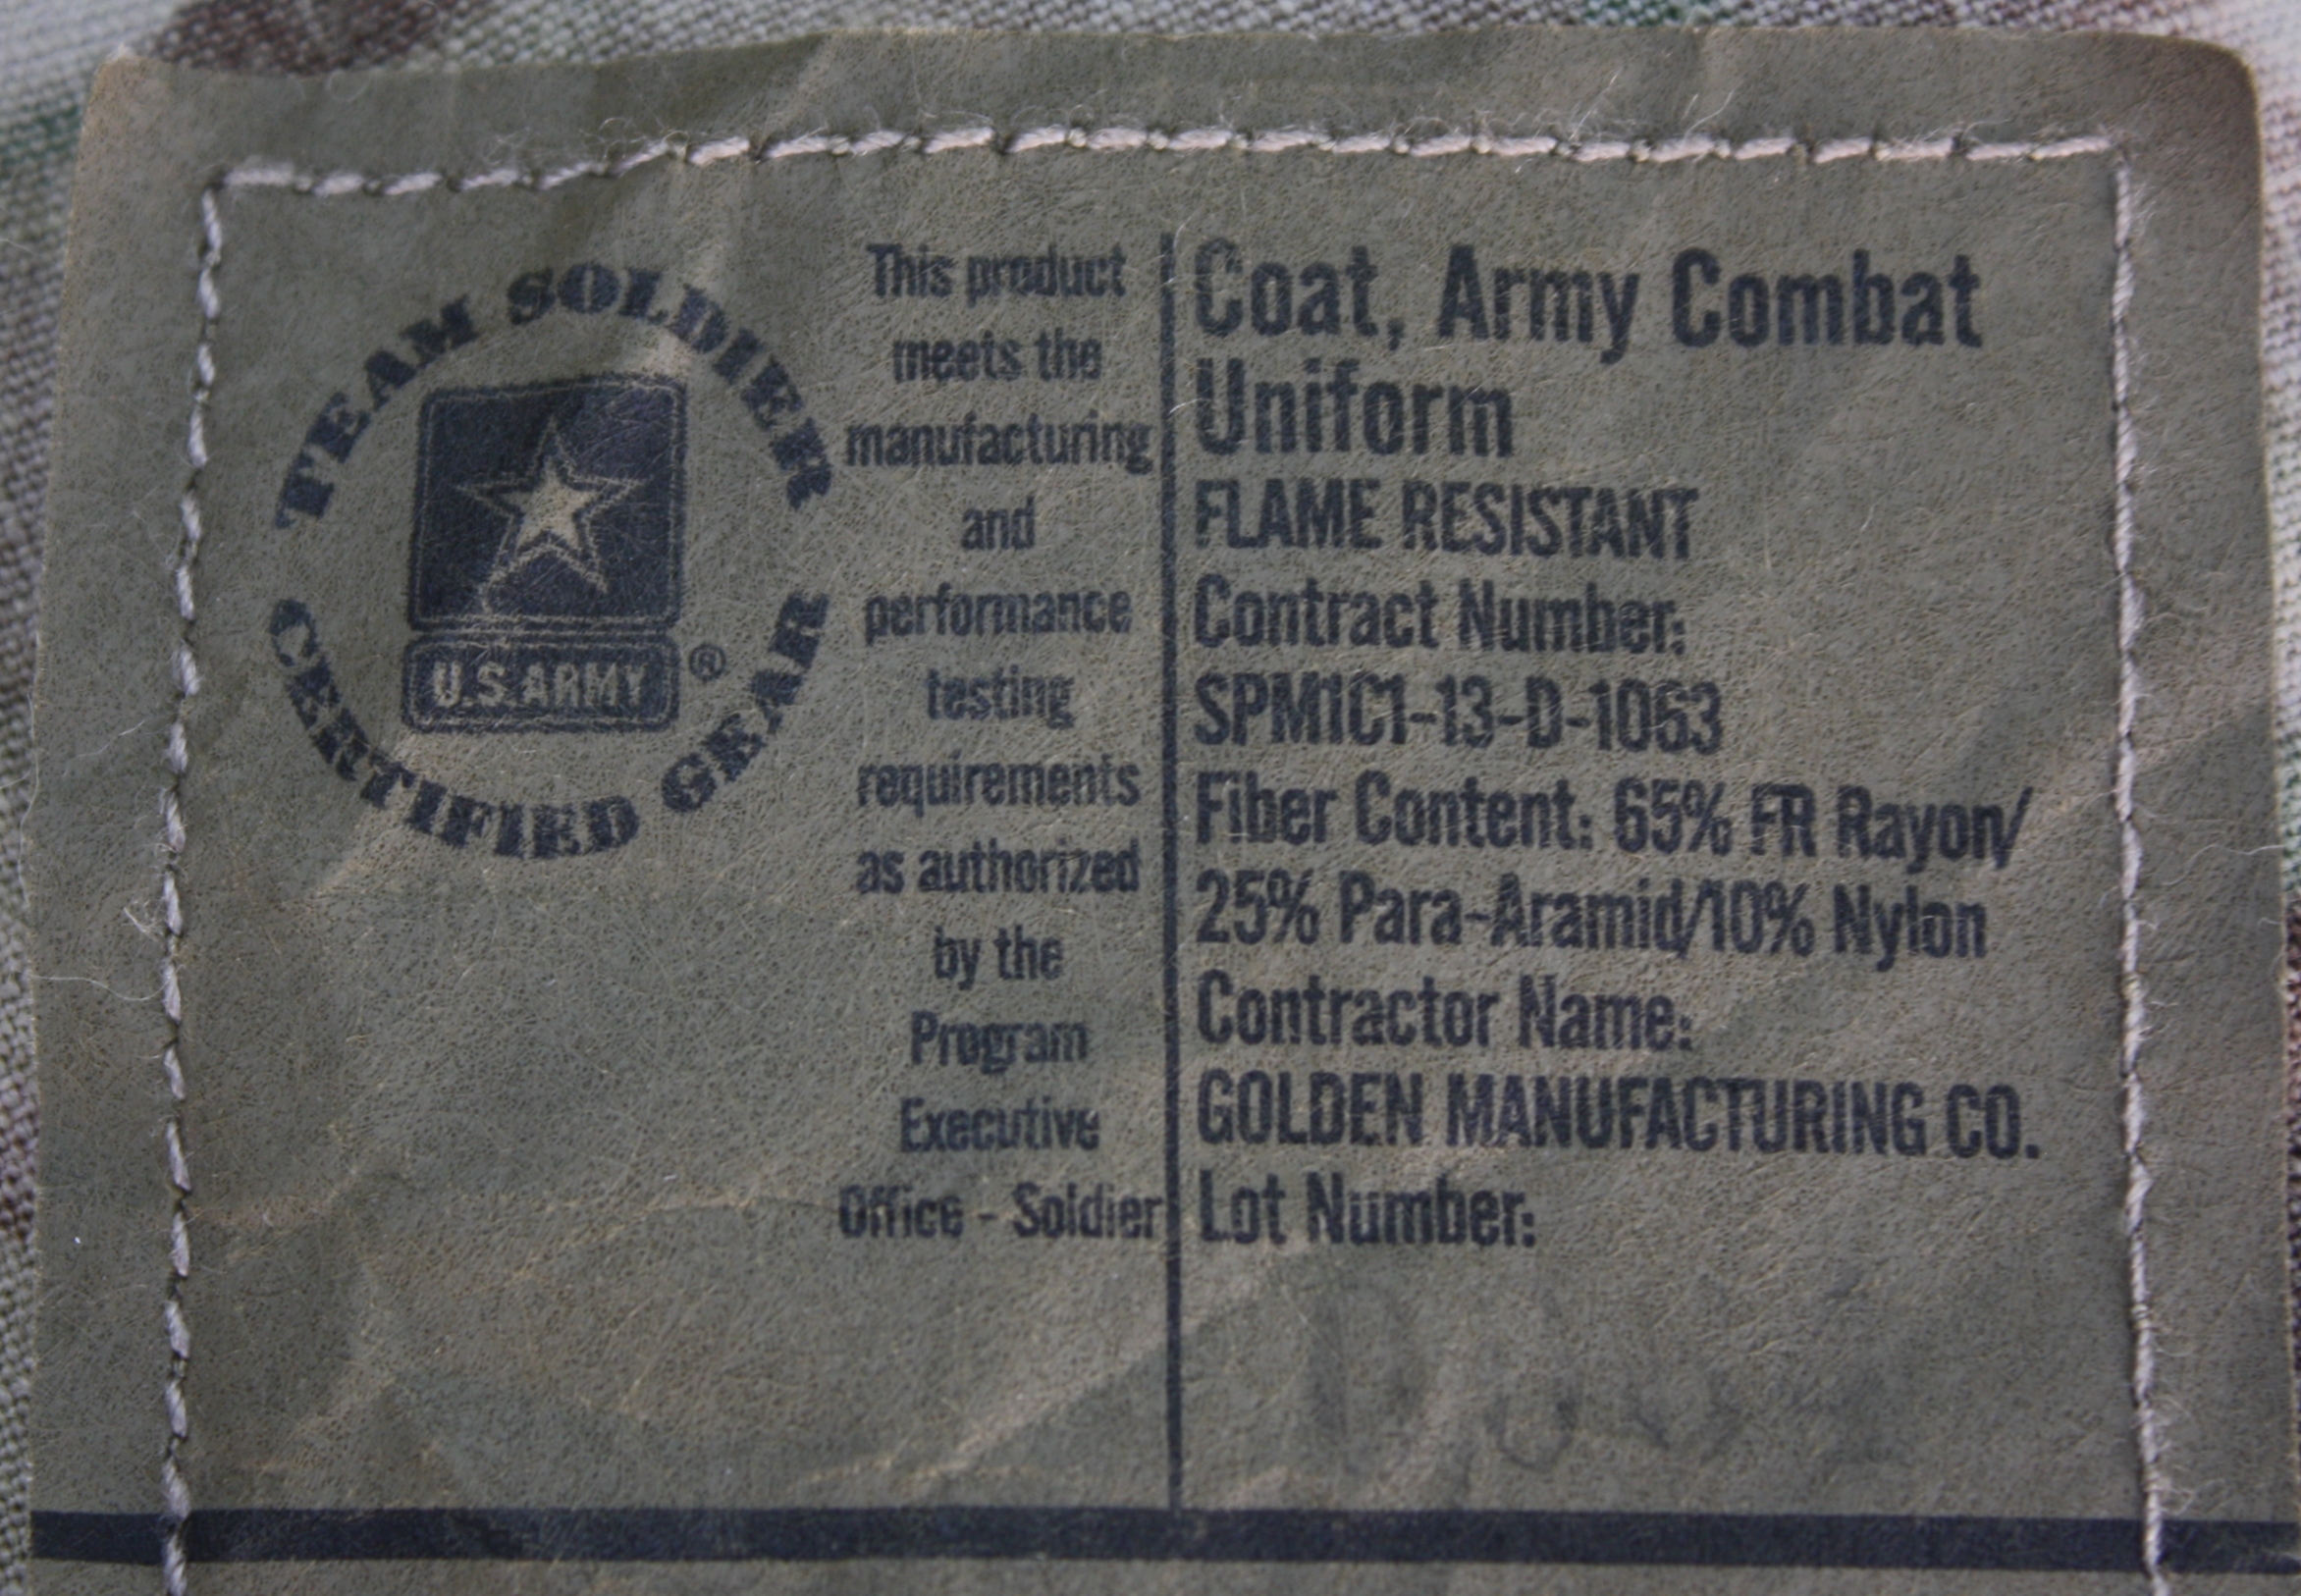 TEAM SOLDIER
U.S.ARMY®
CERTIFIED GEAR
This product
meets the
manufacturing
and
performance
testing
requirements
as authorized
by the
Program
Executive
Office - Soldier
Coat, Army Combat
Uniform
FLAME RESISTANT
Contract Number:
SPM1C1-13-D-1063
Fiber Content: 65% FR Rayon/
25% Para-Aramid/10% Nylon
Contractor Name:
GOLDEN MANUFACTURING CO.
Lot Number: